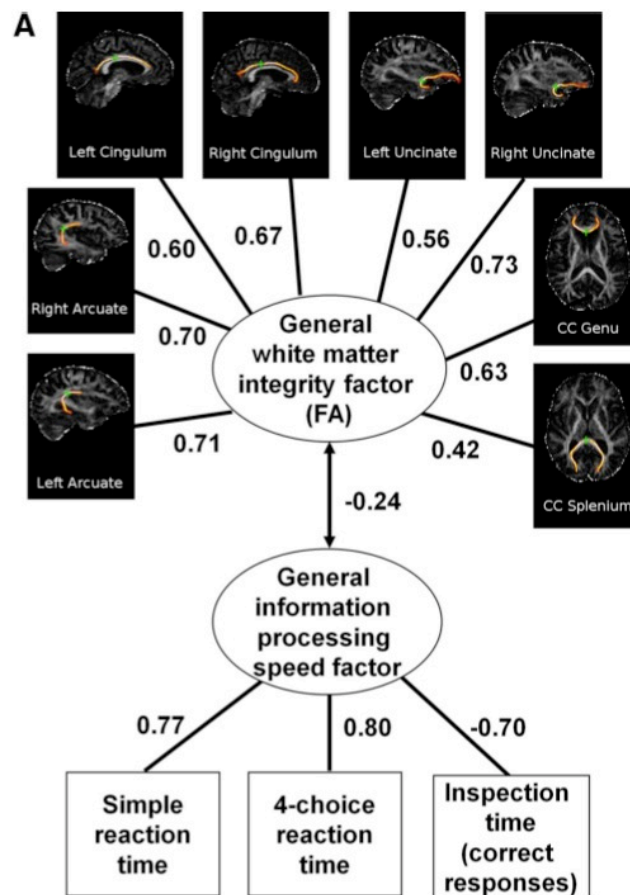 A
Left Cingulum
Right Cingulum
Left Uncinate
Right Uncinate
0.60
0.67
0.56
0.73
Right Arcuate
0.70
CC Genu
0.63
General
white matter
integrity factor
(FA)
Left Arcuate
0.71
0.42
CC Splenium
-0.24
General
information
processing
speed factor
0.77
0.80
-0.70
Simple
reaction
time
4-choice
reaction
time
Inspection
time
(correct
responses)